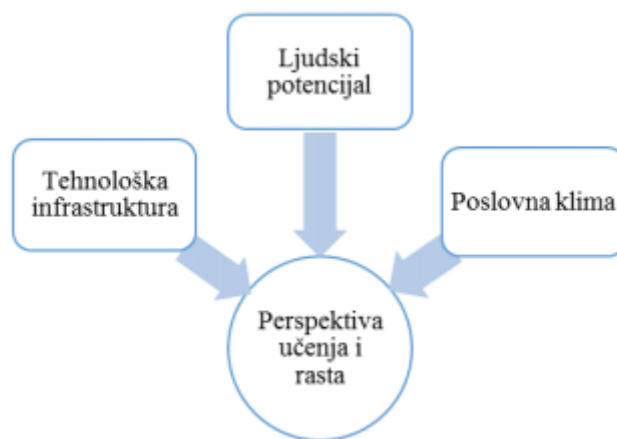 Ljudski
potencijal
Tehnološka
infrastruktura
Poslovna klima
Perspektiva
učenja i
rasta